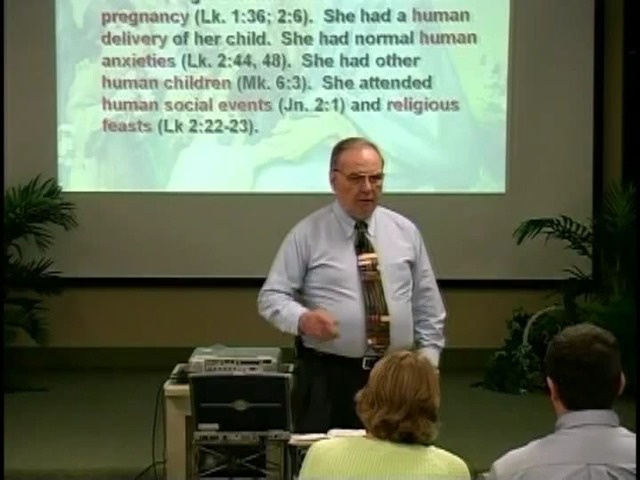 pregnancy (Lk. 1:36; 2:6). She had a human
delivery of her child. She had normal human
anxieties (Lk. 2:44, 48). She had other
human children (Mk. 6:3). She attended
human social events (Jn. 2:1) and religious
feasts (Lk 2:22-23).